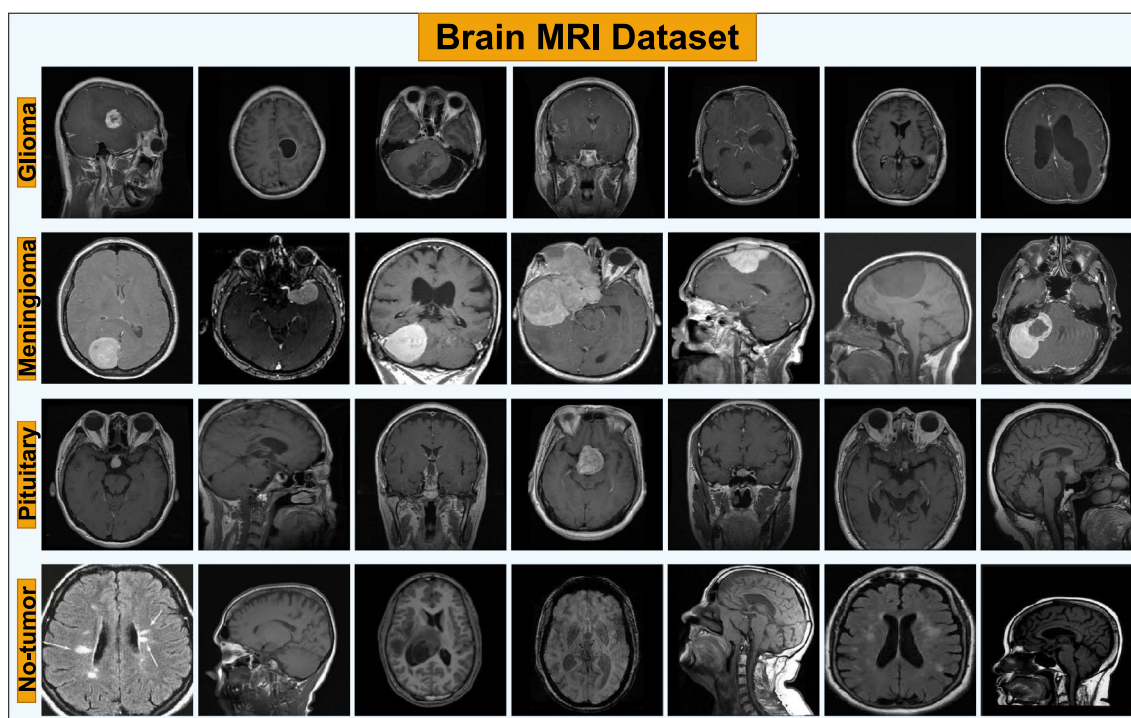 Brain MRI Dataset
Glioma
Meningioma
Pituitary
No-tumor